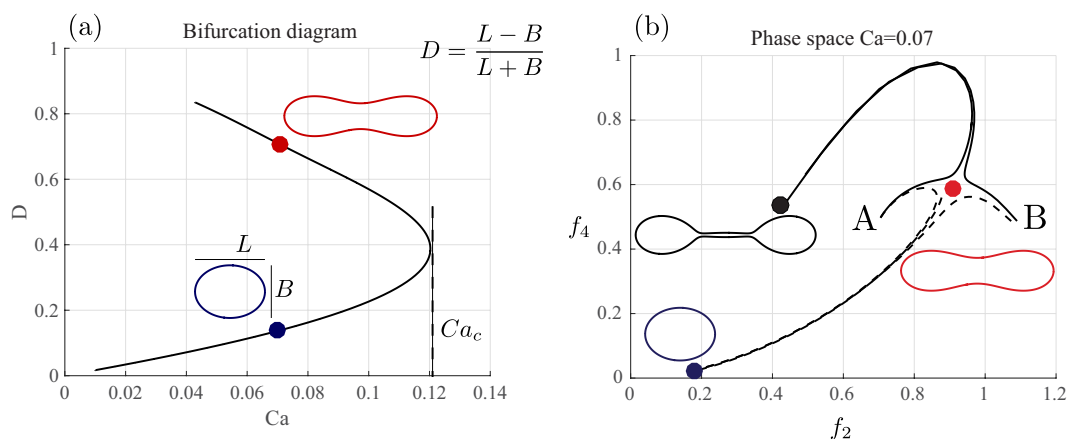 (a)
Bifurcation diagram
D = \frac{L - B}{L + B}
1
0.8
0.6
0.4
0.2
0
D
L
B
Ca_c
0 0.02 0.04 0.06 0.08 0.1 0.12 0.14
Ca
(b)
Phase space Ca=0.07
1
0.8
0.6
0.4
0.2
0
f_4
A
B
0 0.2 0.4 0.6 0.8 1 1.2
f_2